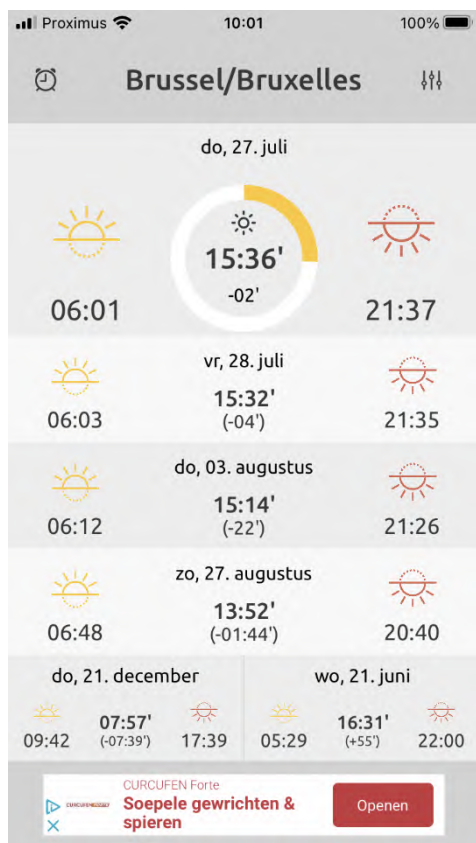 Proximus 10:01 100%
Brussel/Bruxelles
do, 27. juli
15:36'
-02'
06:01 21:37
vr, 28. juli
15:32'
(-04')
06:03 21:35
do, 03. augustus
15:14'
(-22')
06:12 21:26
zo, 27. augustus
13:52'
(-01:44')
06:48 20:40
do, 21. december wo, 21. juni
07:57' 16:31'
09:42 (-07:39') 17:39 05:29 (+55') 22:00
CURCUFEN Forte
Soepele gewrichten &
spieren
Openen